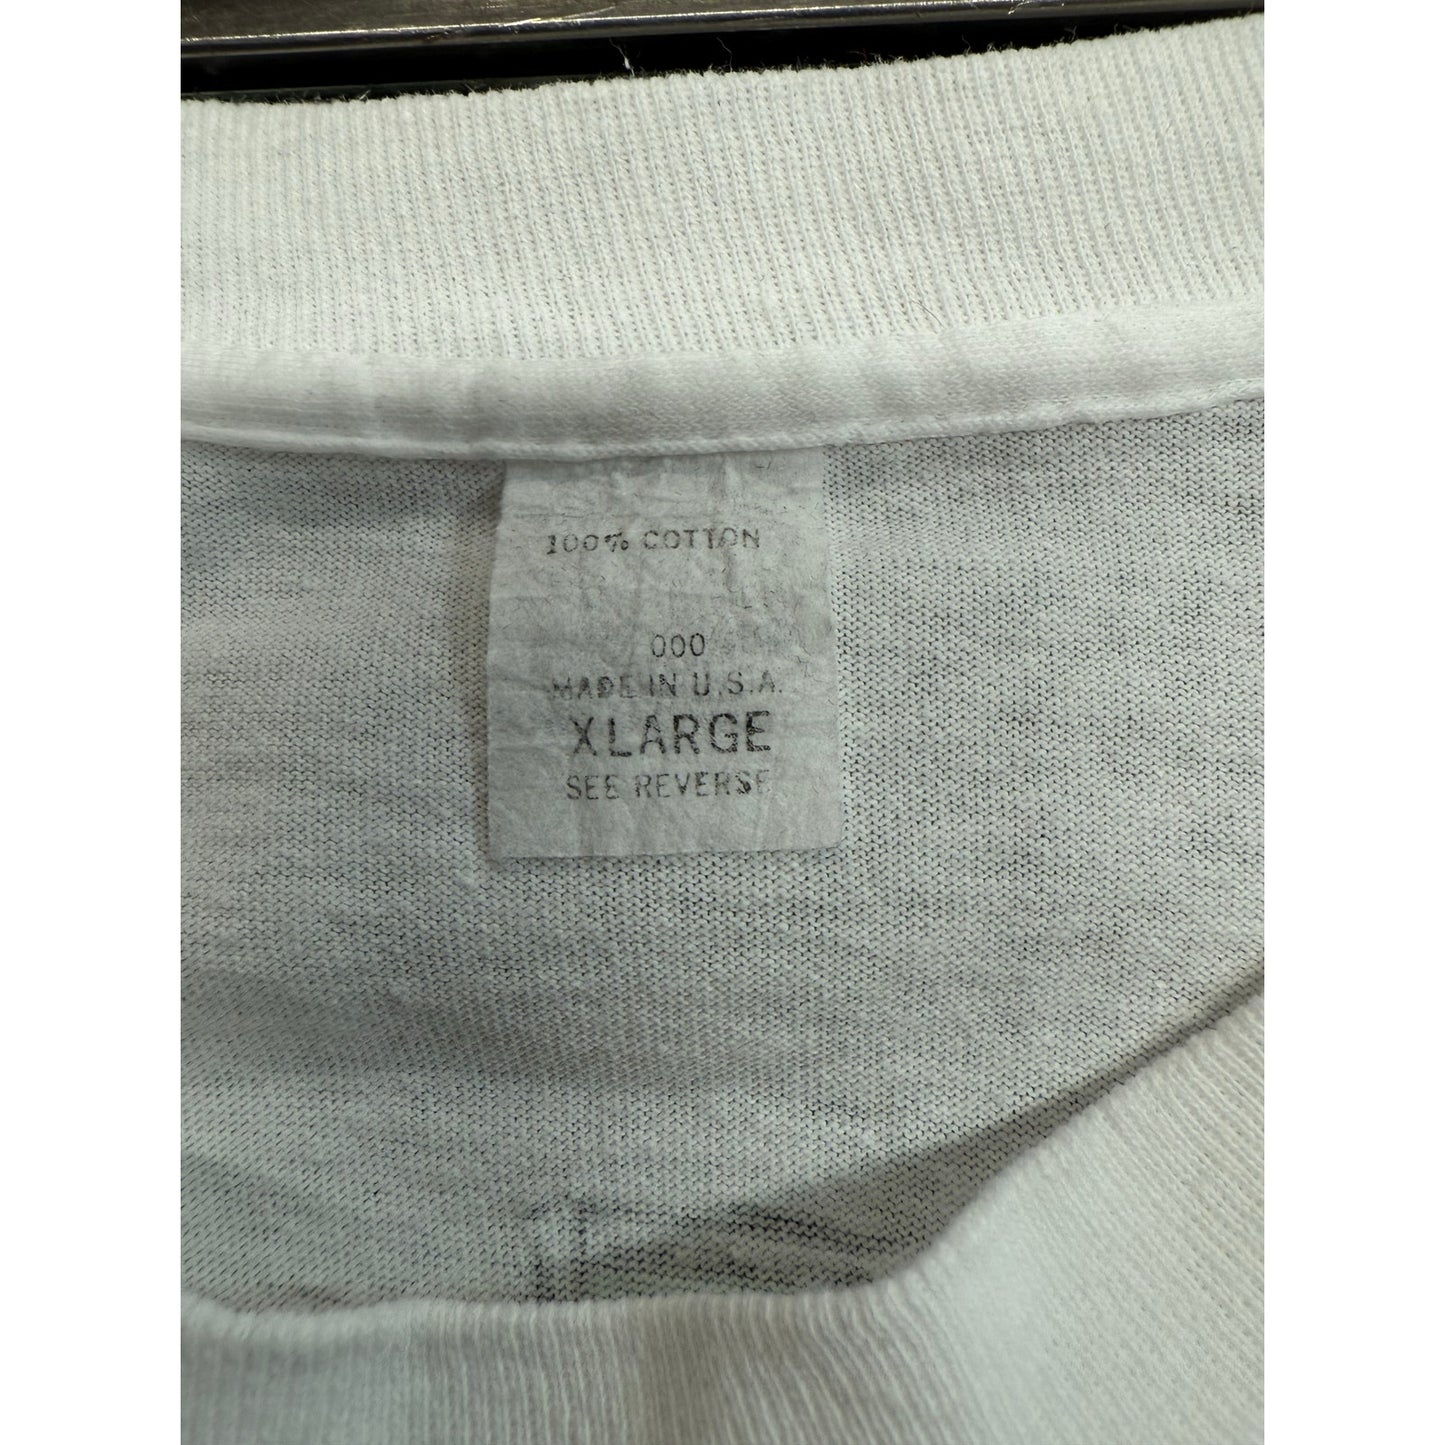 100% COTTON
000
MADE IN U.S.A.
XLARGE
SEE REVERSE